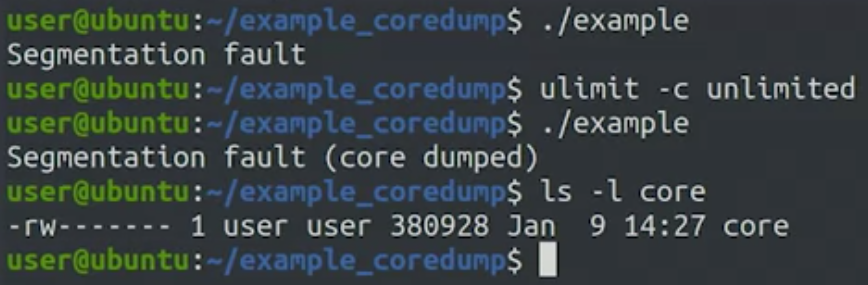 user@ubuntu:~/example_coredump$ ./example
Segmentation fault
user@ubuntu:~/example_coredump$ ulimit -c unlimited
user@ubuntu:~/example_coredump$ ./example
Segmentation fault (core dumped)
user@ubuntu:~/example_coredump$ ls -l core
-rw------- 1 user user 380928 Jan  9 14:27 core
user@ubuntu:~/example_coredump$